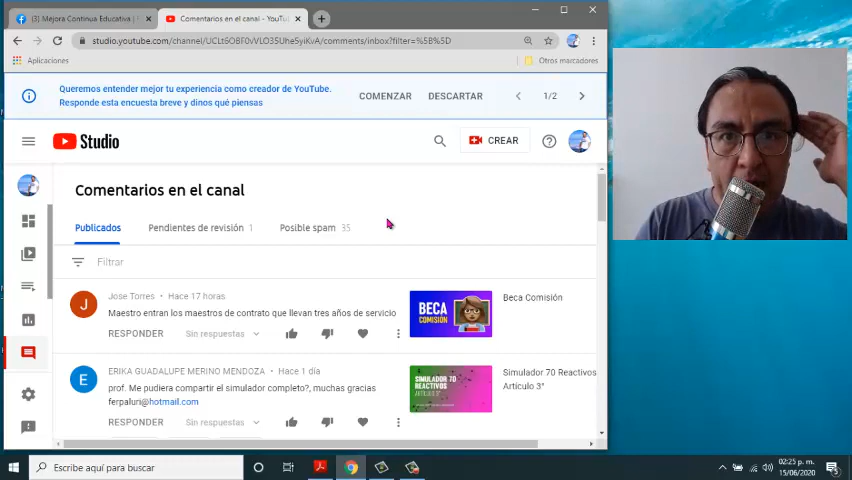 (3) Mejora Continua Educativa |
Comentarios en el canal - YouTu
studio.youtube.com/channel/UCLt6OBF0vVLO35Uhe5yiKvA/comments/inbox?filter=%5B%5D
Aplicaciones
Otros marcadores
Queremos entender mejor tu experiencia como creador de YouTube.
Responde esta encuesta breve y dinos qué piensas
COMENZAR
DESCARTAR
1/2
Studio
CREAR
Comentarios en el canal
Publicados
Pendientes de revisión 1
Posible spam 35
Filtrar
J
Jose Torres • Hace 17 horas
Maestro entran los maestros de contrato que llevan tres años de servicio
RESPONDER
Sin respuestas
BECA
COMISIÓN
Beca Comisión
E
ERIKA GUADALUPE MERINO MENDOZA • Hace 1 día
prof. Me pudiera compartir el simulador completo?, muchas gracias
ferpaluri@hotmail.com
RESPONDER
Sin respuestas
SIMULADOR 70
REACTIVOS
ARTÍCULO 3°
Simulador 70 Reactivos
Artículo 3°
Escribe aquí para buscar
02:25 p. m.
15/06/2020